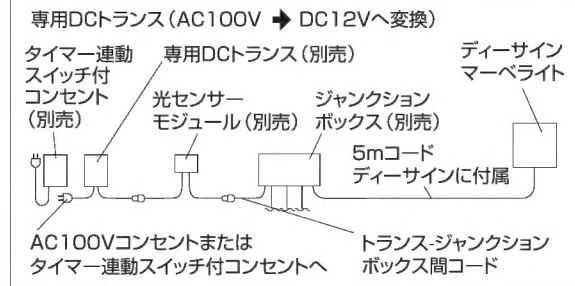 専用DCトランス(AC100V ➡ DC12Vへ変換)
タイマー連動
スイッチ付
コンセント
(別売)
専用DCトランス(別売)
光センサー
モジュール(別売)
ジャンクション
ボックス(別売)
ディーサイン
マーベライト
5mコード
ディーサインに付属
AC100Vコンセントまたは
タイマー連動スイッチ付コンセントへ
トランス-ジャンクション
ボックス間コード